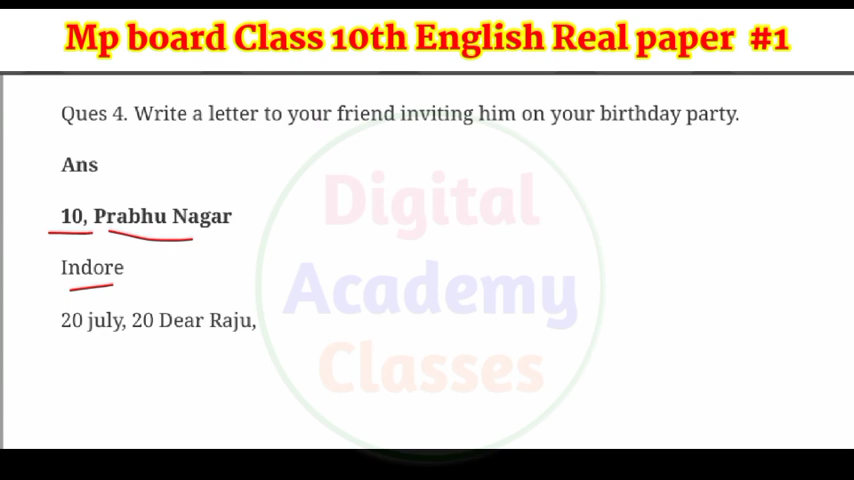 Mp board Class 10th English Real paper #1
Ques 4. Write a letter to your friend inviting him on your birthday party.
Ans
10, Prabhu Nagar
Indore
20 july, 20 Dear Raju,
Digital
Academy
Classes